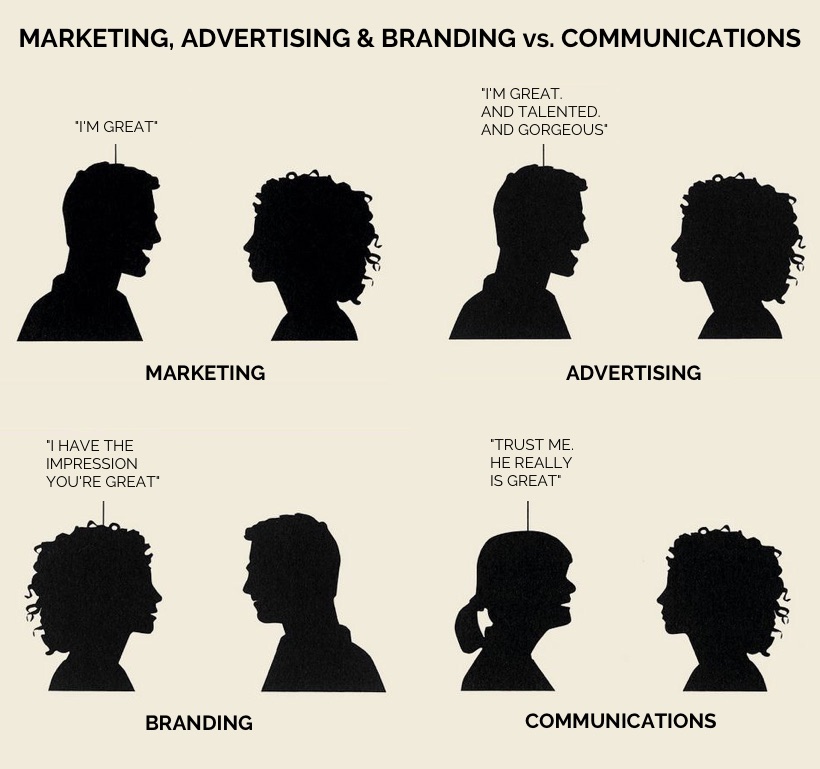 MARKETING, ADVERTISING & BRANDING vs. COMMUNICATIONS
"I'M GREAT"
"I'M GREAT.
AND TALENTED.
AND GORGEOUS"
MARKETING
ADVERTISING
"I HAVE THE
IMPRESSION
YOU'RE GREAT"
"TRUST ME.
HE REALLY
IS GREAT"
BRANDING
COMMUNICATIONS